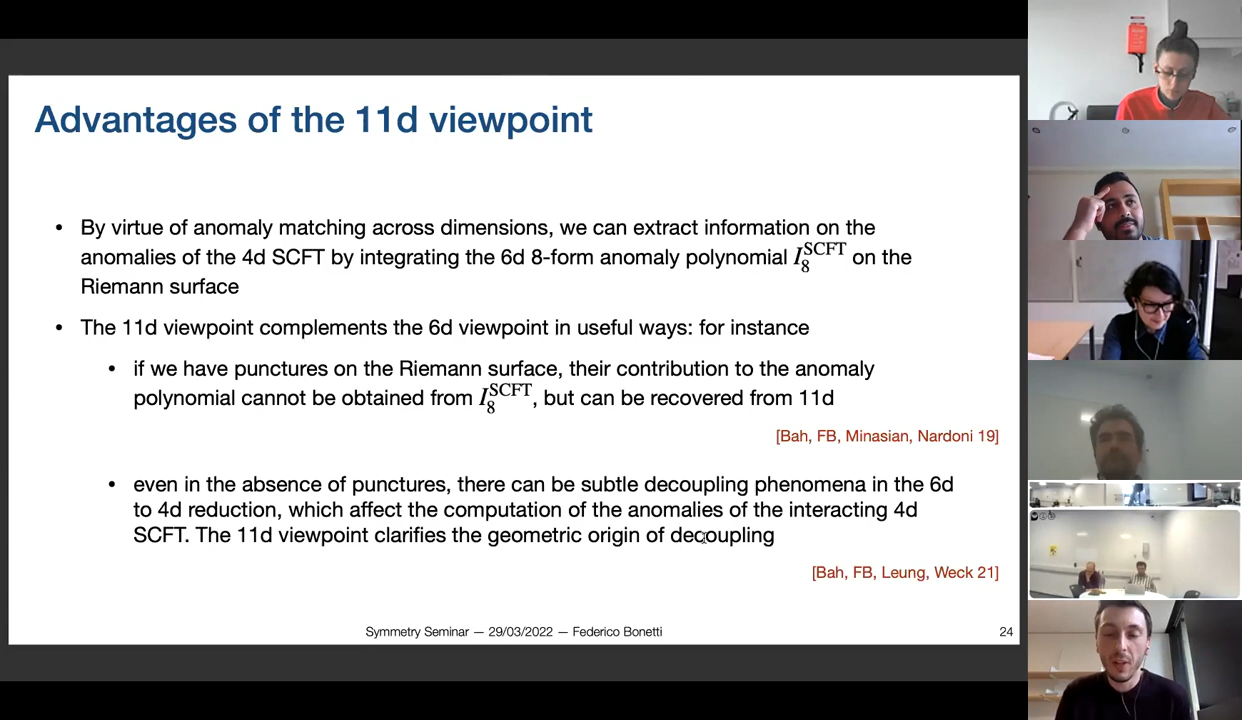 Advantages of the 11d viewpoint
• By virtue of anomaly matching across dimensions, we can extract information on the
anomalies of the 4d SCFT by integrating the 6d 8-form anomaly polynomial I₈^SCFT on the
Riemann surface
• The 11d viewpoint complements the 6d viewpoint in useful ways: for instance
• if we have punctures on the Riemann surface, their contribution to the anomaly
polynomial cannot be obtained from I₈^SCFT, but can be recovered from 11d
[Bah, FB, Minasian, Nardoni 19]
• even in the absence of punctures, there can be subtle decoupling phenomena in the 6d
to 4d reduction, which affect the computation of the anomalies of the interacting 4d
SCFT. The 11d viewpoint clarifies the geometric origin of decoupling
[Bah, FB, Leung, Weck 21]
Symmetry Seminar — 29/03/2022 — Federico Bonetti
24